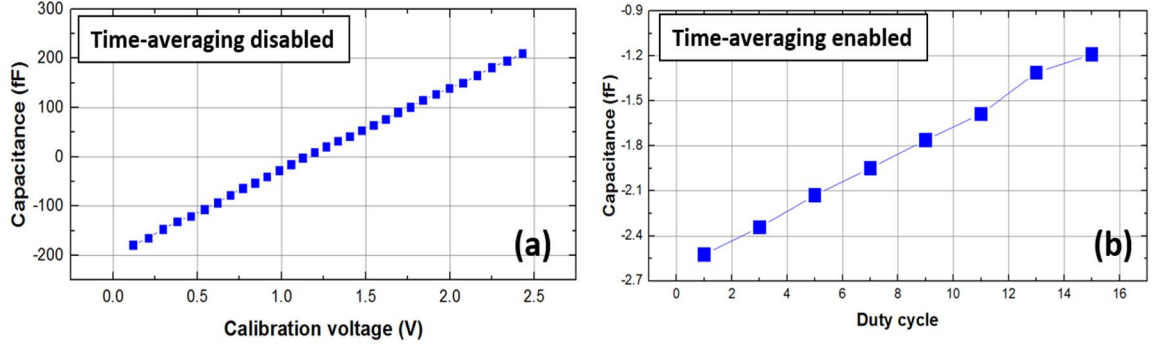 Time-averaging disabled
Capacitance (fF)
300
200
100
0
-100
-200
0.0 0.5 1.0 1.5 2.0 2.5
Calibration voltage (V)
(a)
Time-averaging enabled
Capacitance (fF)
-0.9
-1.2
-1.5
-1.8
-2.1
-2.4
-2.7
0 2 4 6 8 10 12 14 16
Duty cycle
(b)